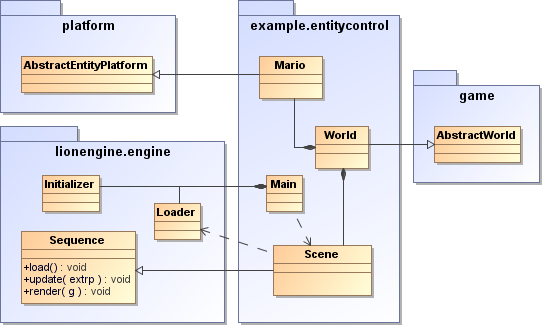 platform
AbstractEntityPlatform
example.entitycontrol
Mario
World
game
AbstractWorld
lionengine.engine
Initializer
Loader
Main
Sequence
+load() : void
+update( extrp ) : void
+render( g ) : void
Scene